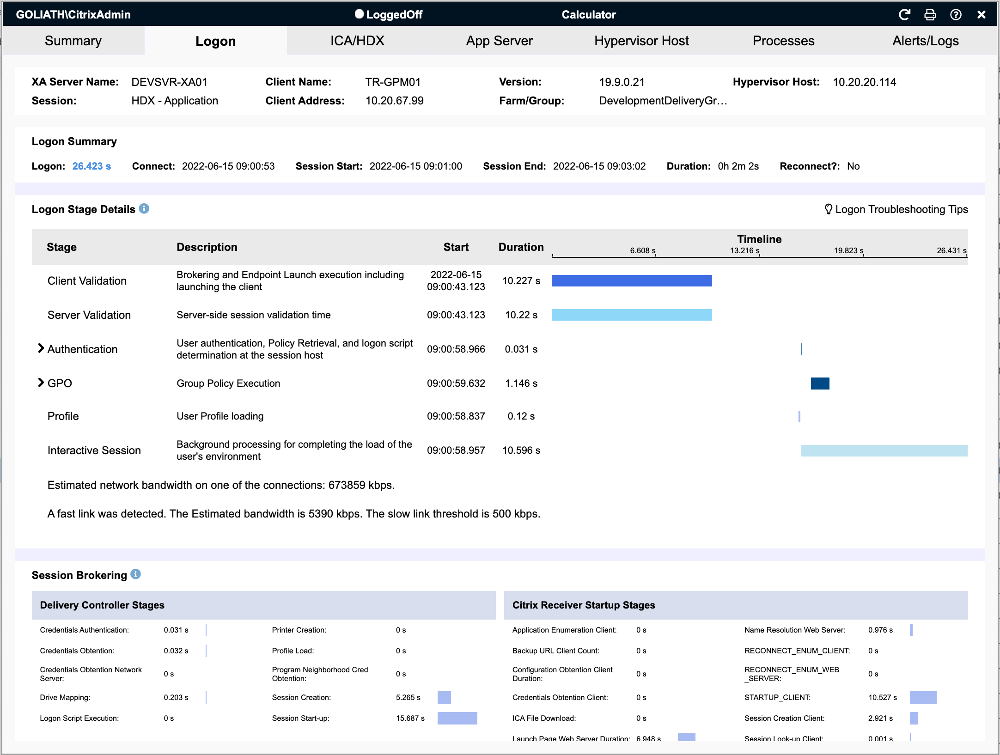 GOLIATH\CitrixAdmin LoggedOff Calculator
Summary Logon ICA/HDX App Server Hypervisor Host Processes Alerts/Logs
XA Server Name: DEVSVR-XA01 Client Name: TR-GPM01 Version: 19.9.0.21 Hypervisor Host: 10.20.20.114
Session: HDX - Application Client Address: 10.20.67.99 Farm/Group: DevelopmentDeliveryGr...
Logon Summary
Logon: 26.423 s Connect: 2022-06-15 09:00:53 Session Start: 2022-06-15 09:01:00 Session End: 2022-06-15 09:03:02 Duration: 0h 2m 2s Reconnect?: No
Logon Stage Details Logon Troubleshooting Tips
Stage Description Start Duration Timeline
6.608 s 13.216 s 19.823 s 26.431 s
Client Validation Brokering and Endpoint Launch execution including launching the client 2022-06-15 09:00:43.123 10.227 s
Server Validation Server-side session validation time 09:00:43.123 10.22 s
Authentication User authentication, Policy Retrieval, and logon script determination at the session host 09:00:58.966 0.031 s
GPO Group Policy Execution 09:00:59.632 1.146 s
Profile User Profile loading 09:00:58.837 0.12 s
Interactive Session Background processing for completing the load of the user's environment 09:00:58.957 10.596 s
Estimated network bandwidth on one of the connections: 673859 kbps.
A fast link was detected. The Estimated bandwidth is 5390 kbps. The slow link threshold is 500 kbps.
Session Brokering
Delivery Controller Stages
Credentials Authentication: 0.031 s Printer Creation: 0 s
Credentials Obtention: 0.032 s Profile Load: 0 s
Credentials Obtention Network Server: 0 s Program Neighborhood Cred Obtention: 0 s
Drive Mapping: 0.203 s Session Creation: 5.265 s
Logon Script Execution: 0 s Session Start-up: 15.687 s
Citrix Receiver Startup Stages
Application Enumeration Client: 0 s Name Resolution Web Server: 0.976 s
Backup URL Client Count: 0 s RECONNECT_ENUM_CLIENT: 0 s
Configuration Obtention Client Duration: 0 s RECONNECT_ENUM_WEB_SERVER: 0 s
Credentials Obtention Client: 0 s STARTUP_CLIENT: 10.527 s
ICA File Download: 0 s Session Creation Client: 2.921 s
Launch Page Web Server Duration: 6.948 s Session Look-up Client: 0.001 s